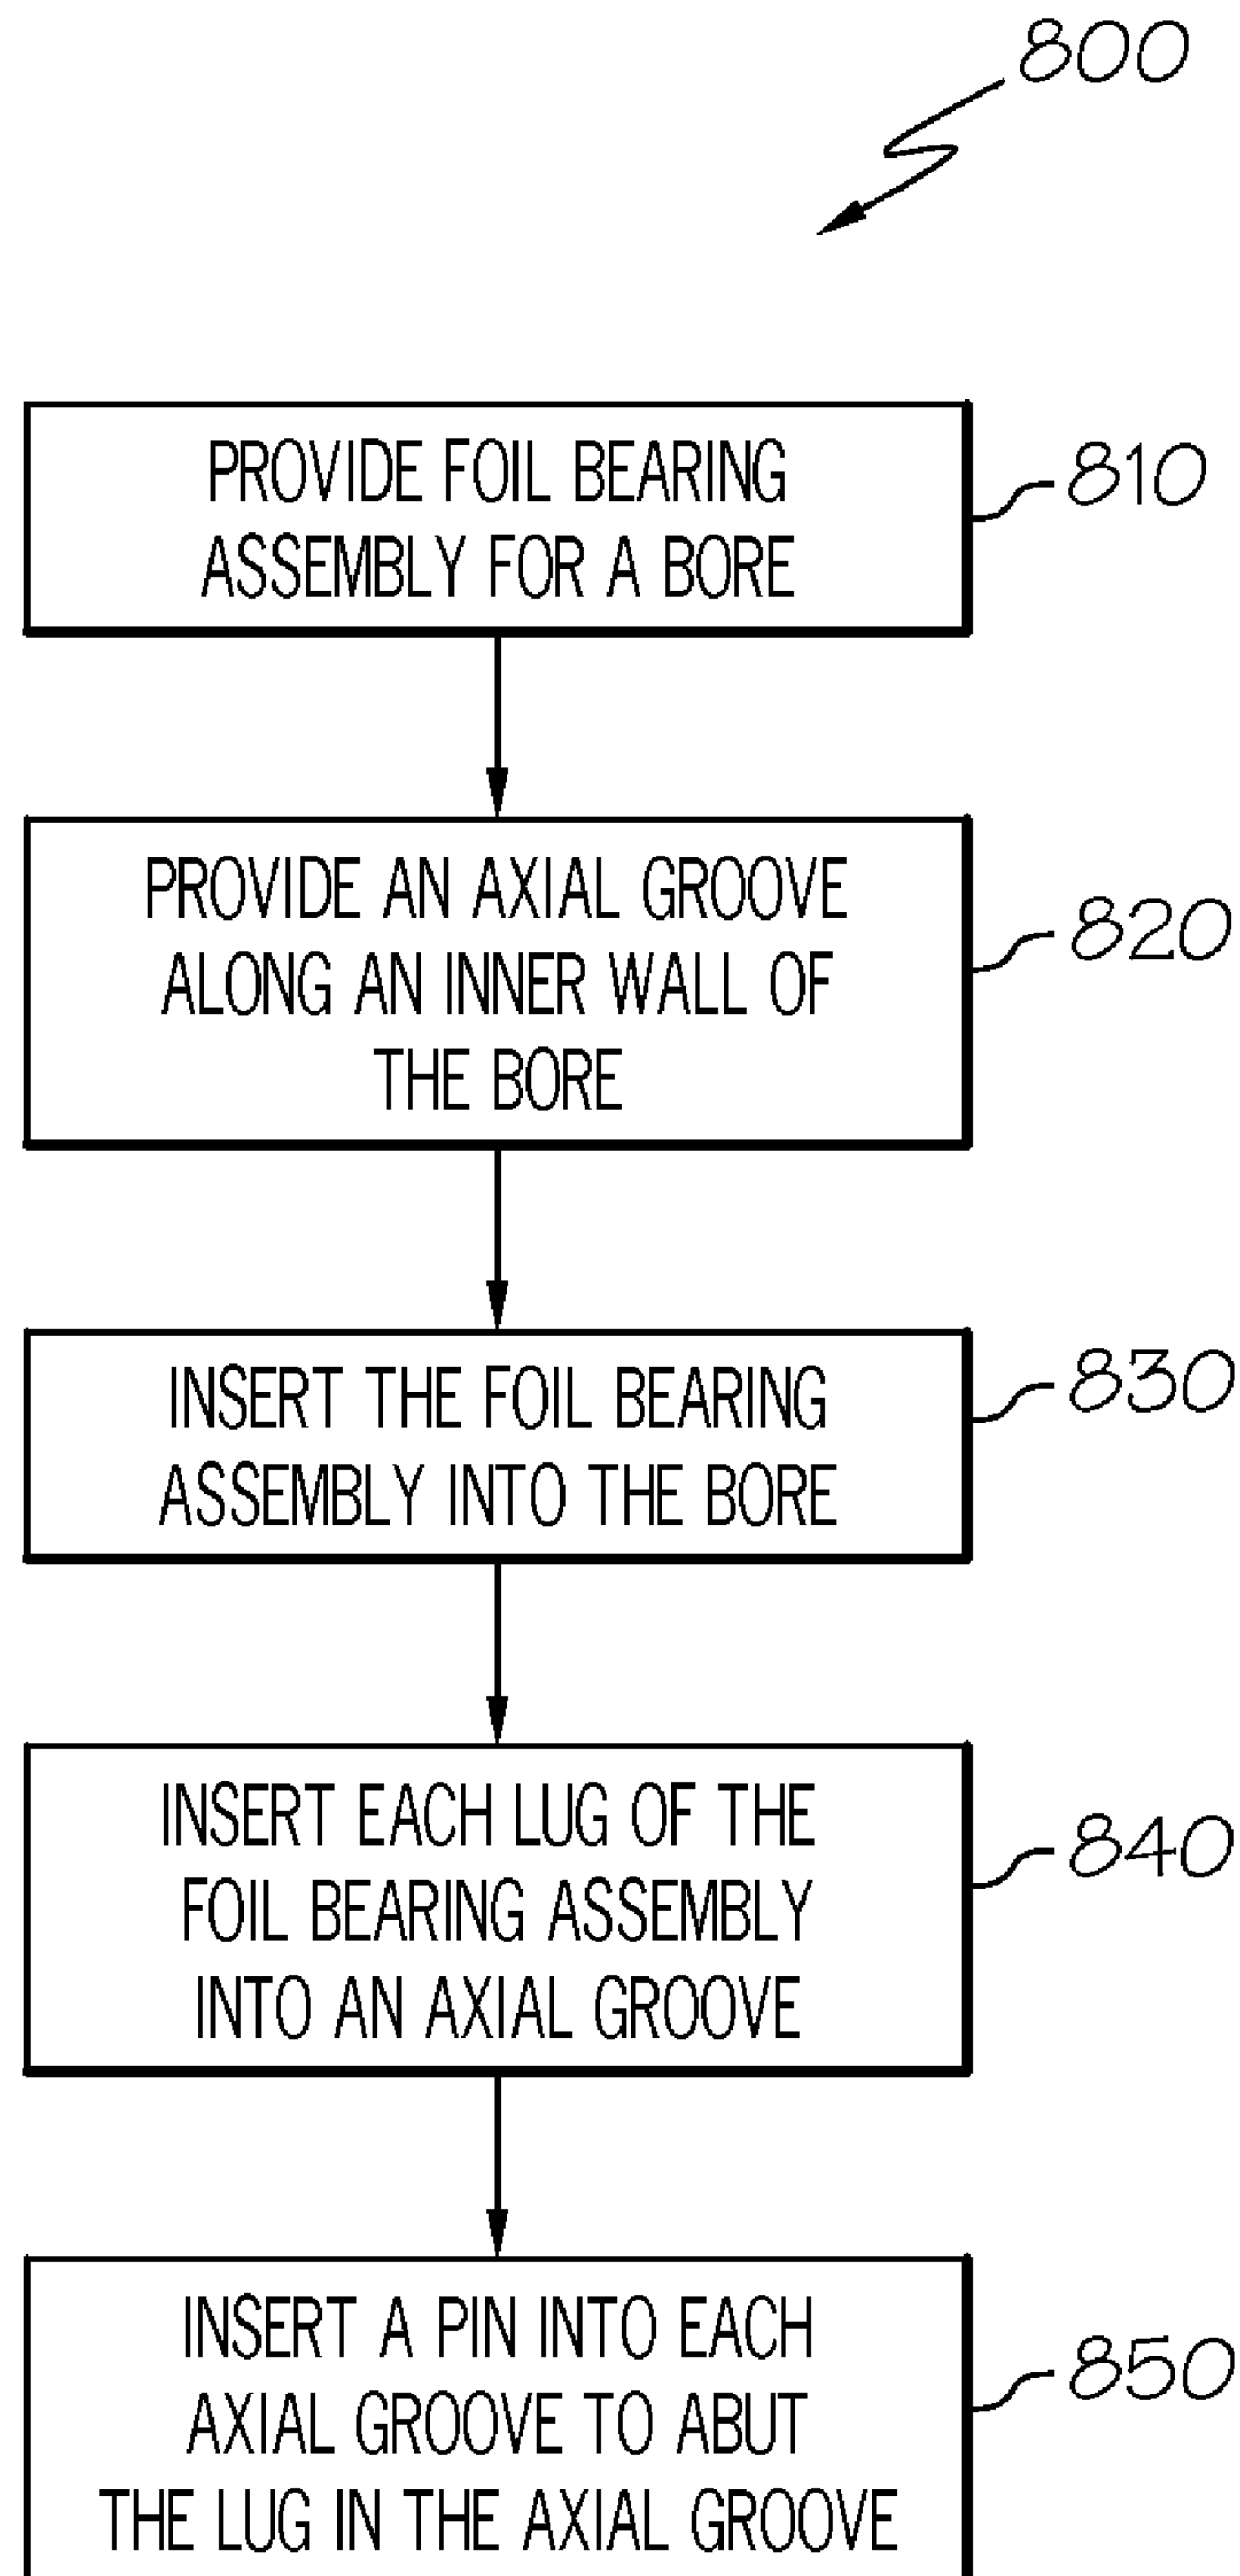 800
PROVIDE FOIL BEARING
ASSEMBLY FOR A BORE
810
PROVIDE AN AXIAL GROOVE
ALONG AN INNER WALL OF
THE BORE
820
INSERT THE FOIL BEARING
ASSEMBLY INTO THE BORE
830
INSERT EACH LUG OF THE
FOIL BEARING ASSEMBLY
INTO AN AXIAL GROOVE
840
INSERT A PIN INTO EACH
AXIAL GROOVE TO ABUT
THE LUG IN THE AXIAL GROOVE
850